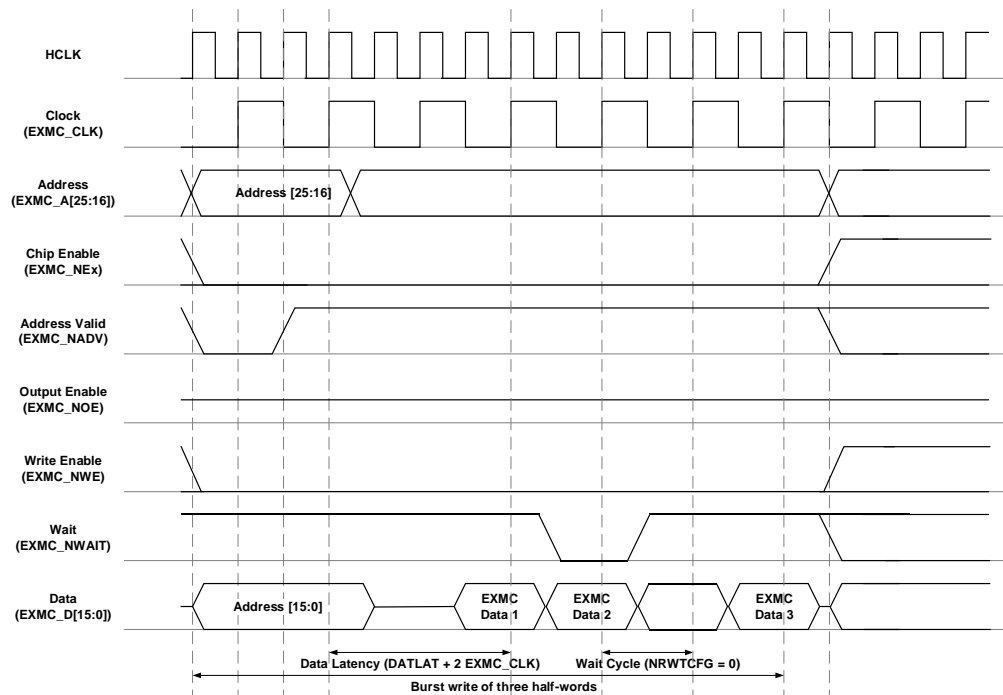 HCLK
Clock
(EXMC_CLK)
Address
(EXMC_A[25:16])
Address [25:16]
Chip Enable
(EXMC_NEx)
Address Valid
(EXMC_NADV)
Output Enable
(EXMC_NOE)
Write Enable
(EXMC_NWE)
Wait
(EXMC_NWAIT)
Data
(EXMC_D[15:0])
Address [15:0]
EXMC
Data 1
EXMC
Data 2
EXMC
Data 3
Data Latency (DATLAT + 2 EXMC_CLK)
Wait Cycle (NRWTCFG = 0)
Burst write of three half-words